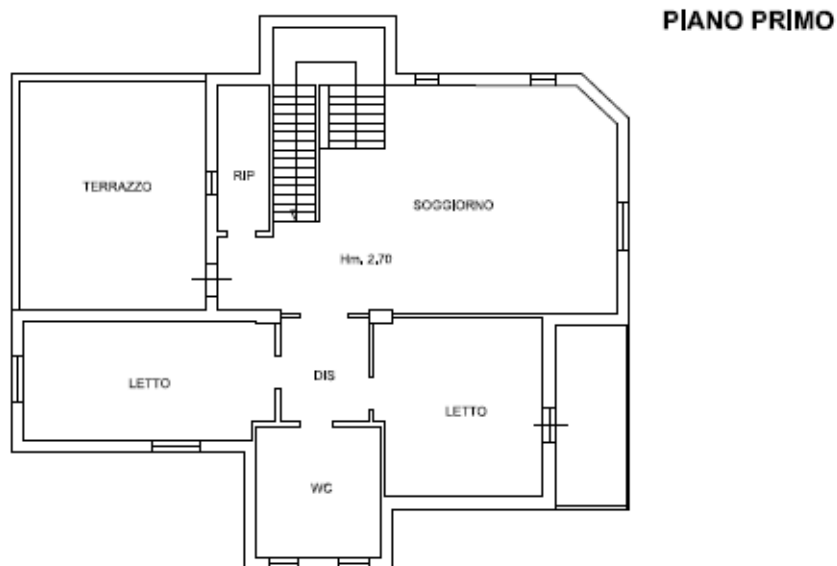 PIANO PRIMO
TERRAZZO
RIP
SOGGIORNO
Hm. 2.70
LETTO
DIS
LETTO
WC